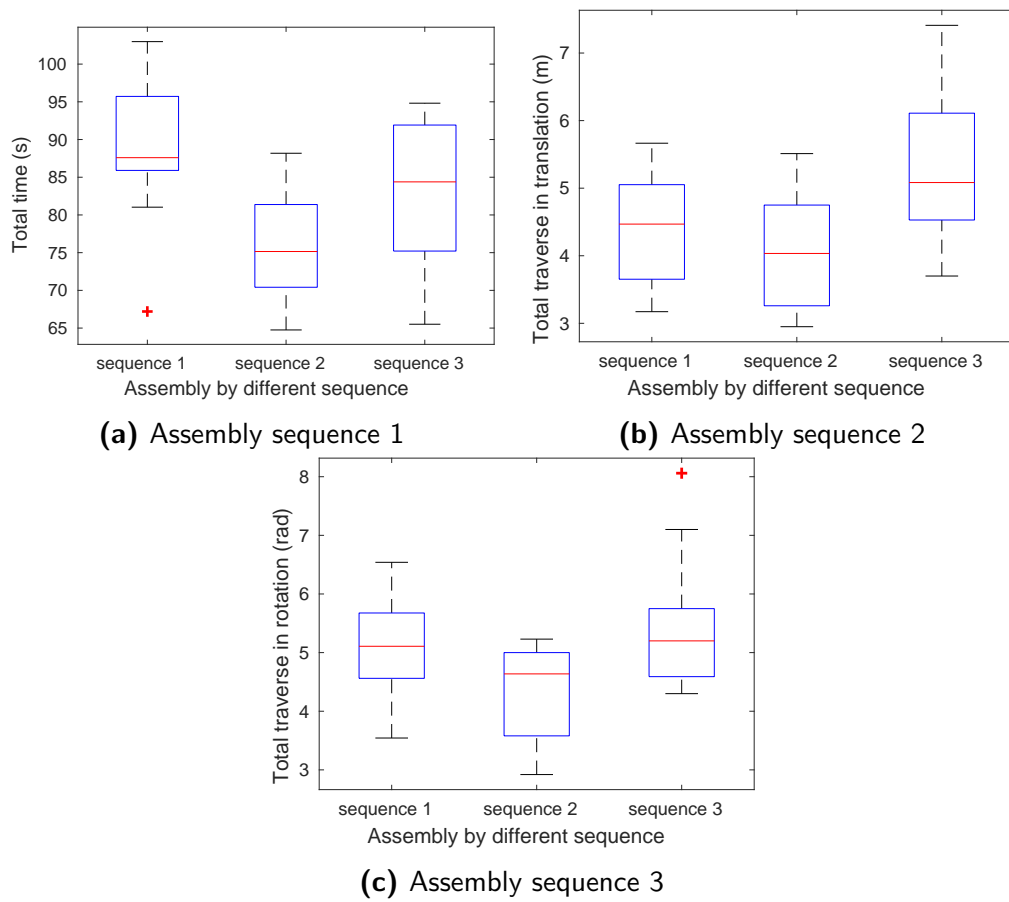 Total time (s)
100
95
90
85
80
75
70
65
sequence 1 sequence 2 sequence 3
Assembly by different sequence
(a) Assembly sequence 1
Total traverse in translation (m)
7
6
5
4
3
sequence 1 sequence 2 sequence 3
Assembly by different sequence
(b) Assembly sequence 2
Total traverse in rotation (rad)
8
7
6
5
4
3
sequence 1 sequence 2 sequence 3
Assembly by different sequence
(c) Assembly sequence 3